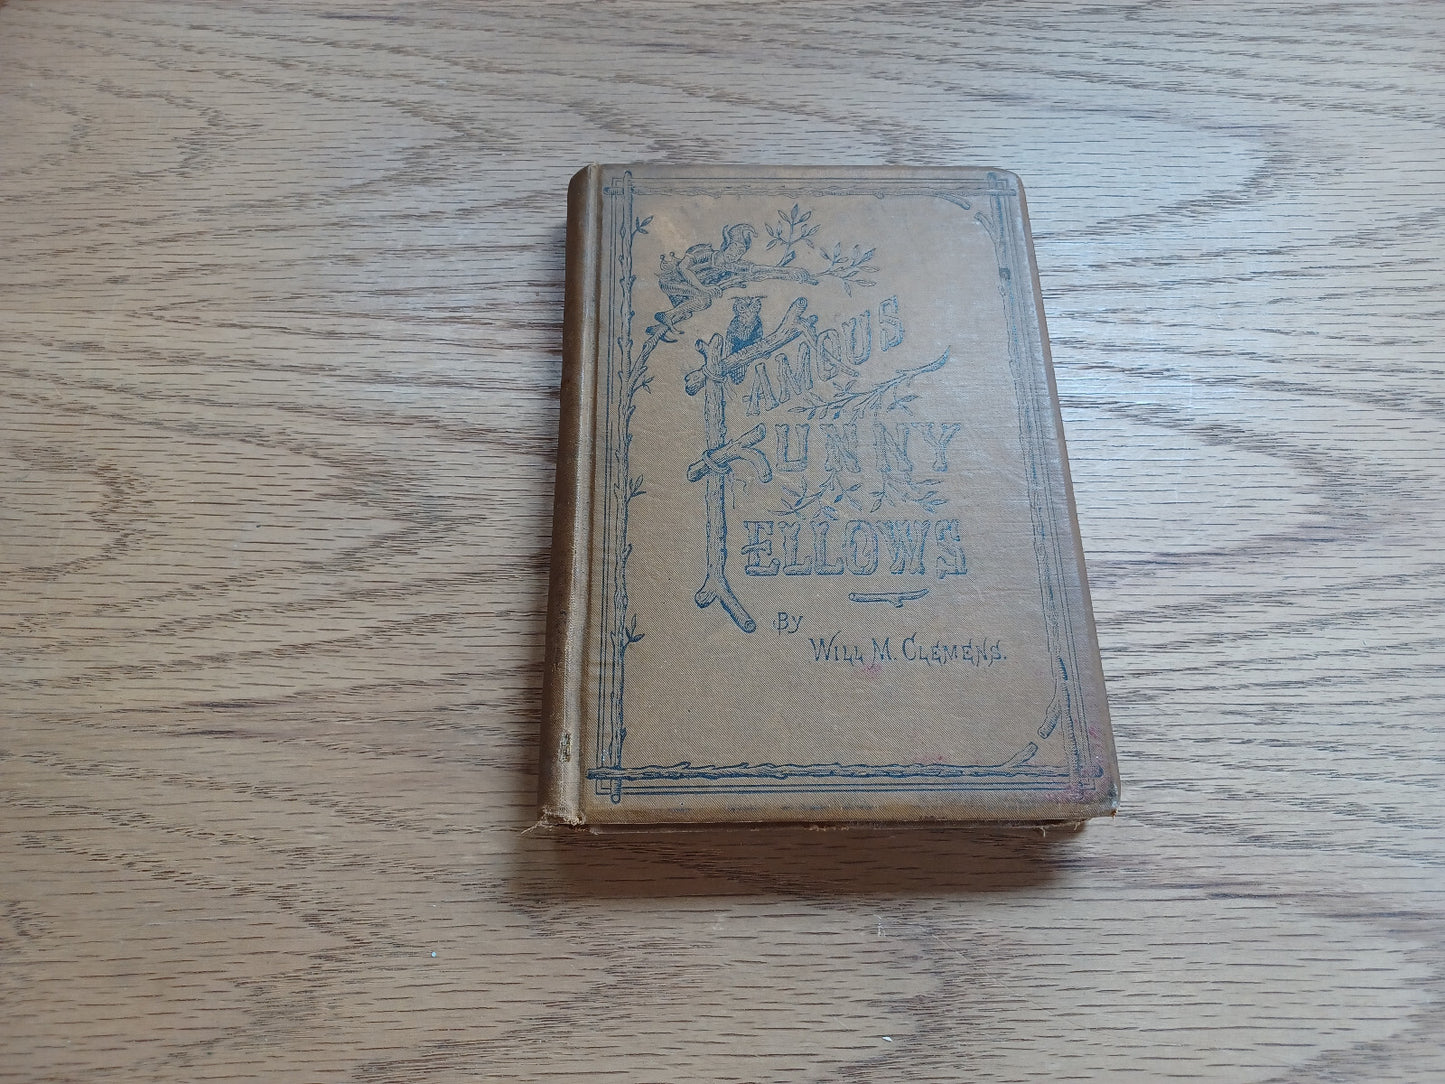 FAMOUS
FUNNY
FELLOWS
By
WILL M. CLEMENS.